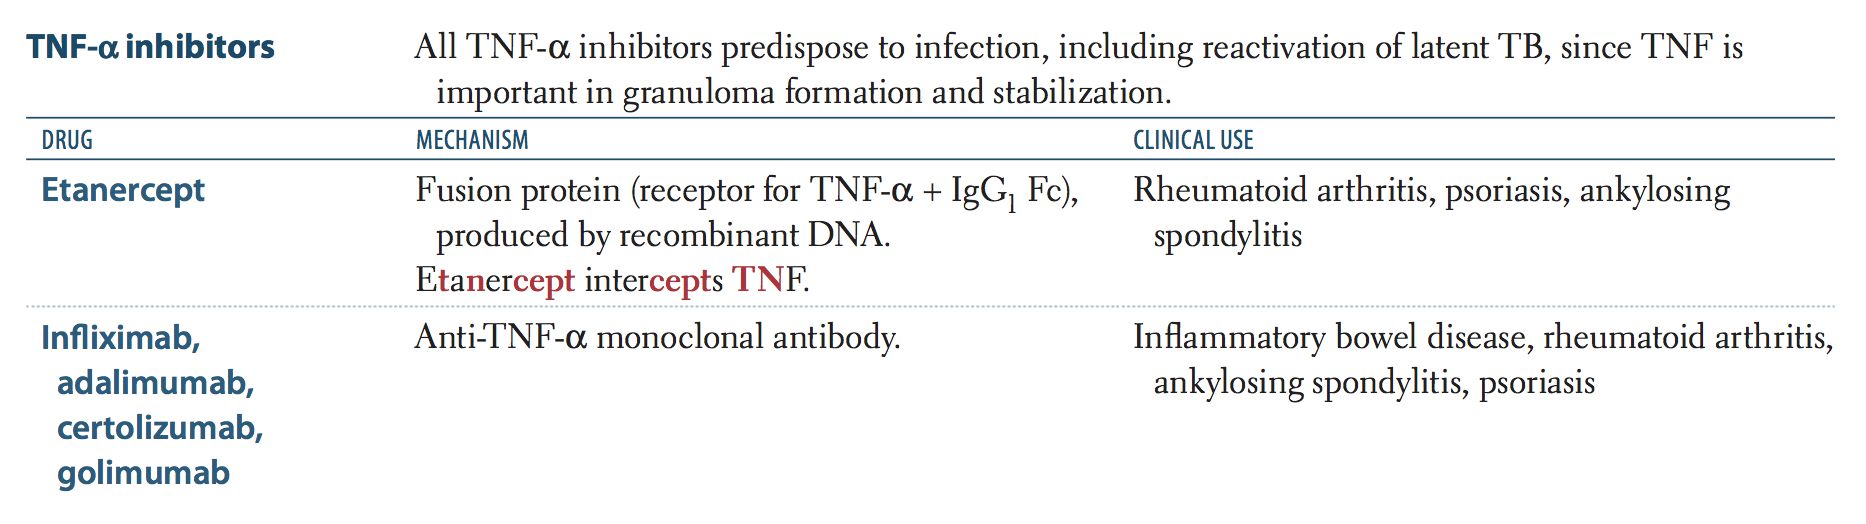 TNF-α inhibitors
All TNF-α inhibitors predispose to infection, including reactivation of latent TB, since TNF is
important in granuloma formation and stabilization.
DRUG
MECHANISM
CLINICAL USE
Etanercept
Fusion protein (receptor for TNF-α + IgG₁ Fc),
produced by recombinant DNA.
Etanercept intercepts TNF.
Rheumatoid arthritis, psoriasis, ankylosing
spondylitis
Infliximab,
adalimumab,
certolizumab,
golimumab
Anti-TNF-α monoclonal antibody.
Inflammatory bowel disease, rheumatoid arthritis,
ankylosing spondylitis, psoriasis